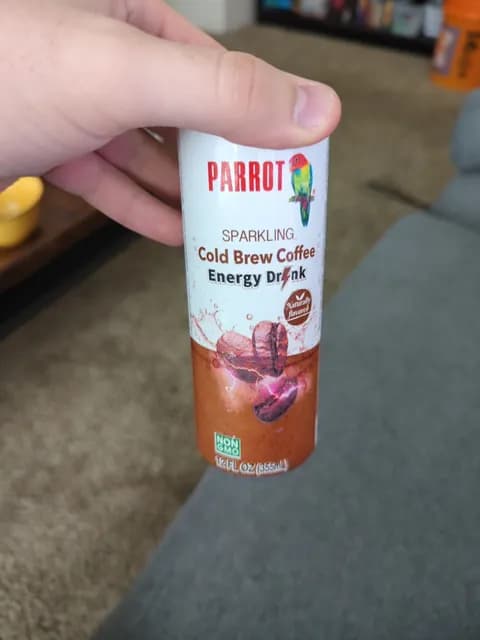 PARROT
SPARKLING
Cold Brew Coffee
Energy Drink
Naturally
flavored
NON
GMO
12 FL OZ (355mL)